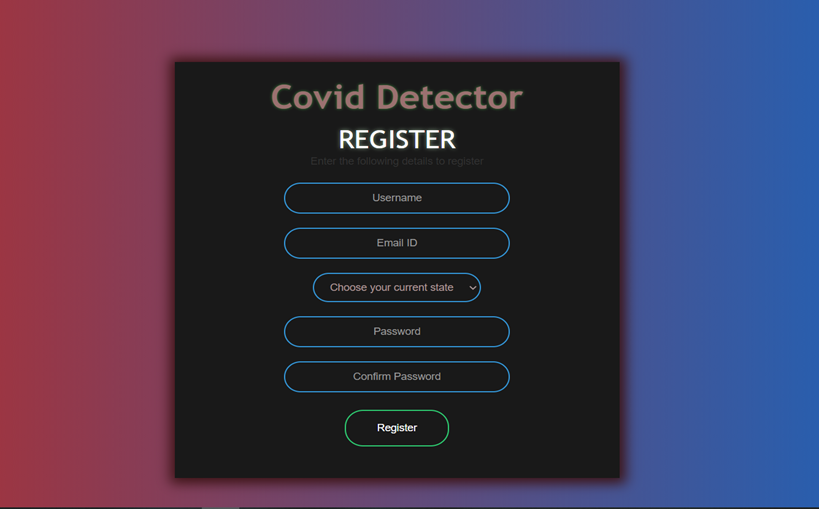 Covid Detector
REGISTER
Enter the following details to register
Username
Email ID
Choose your current state
Password
Confirm Password
Register